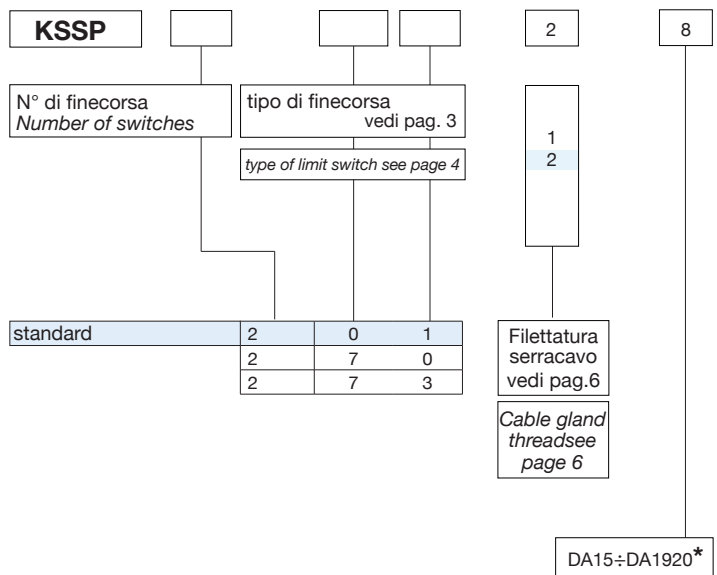 KSSP 2 8
N° di finecorsa
Number of switches
tipo di finecorsa
vedi pag. 3
type of limit switch see page 4
1
2
standard 2 0 1
2 7 0
2 7 3
Filettatura
serracavo
vedi pag.6
Cable gland
threadsee
page 6
DA15÷DA1920*